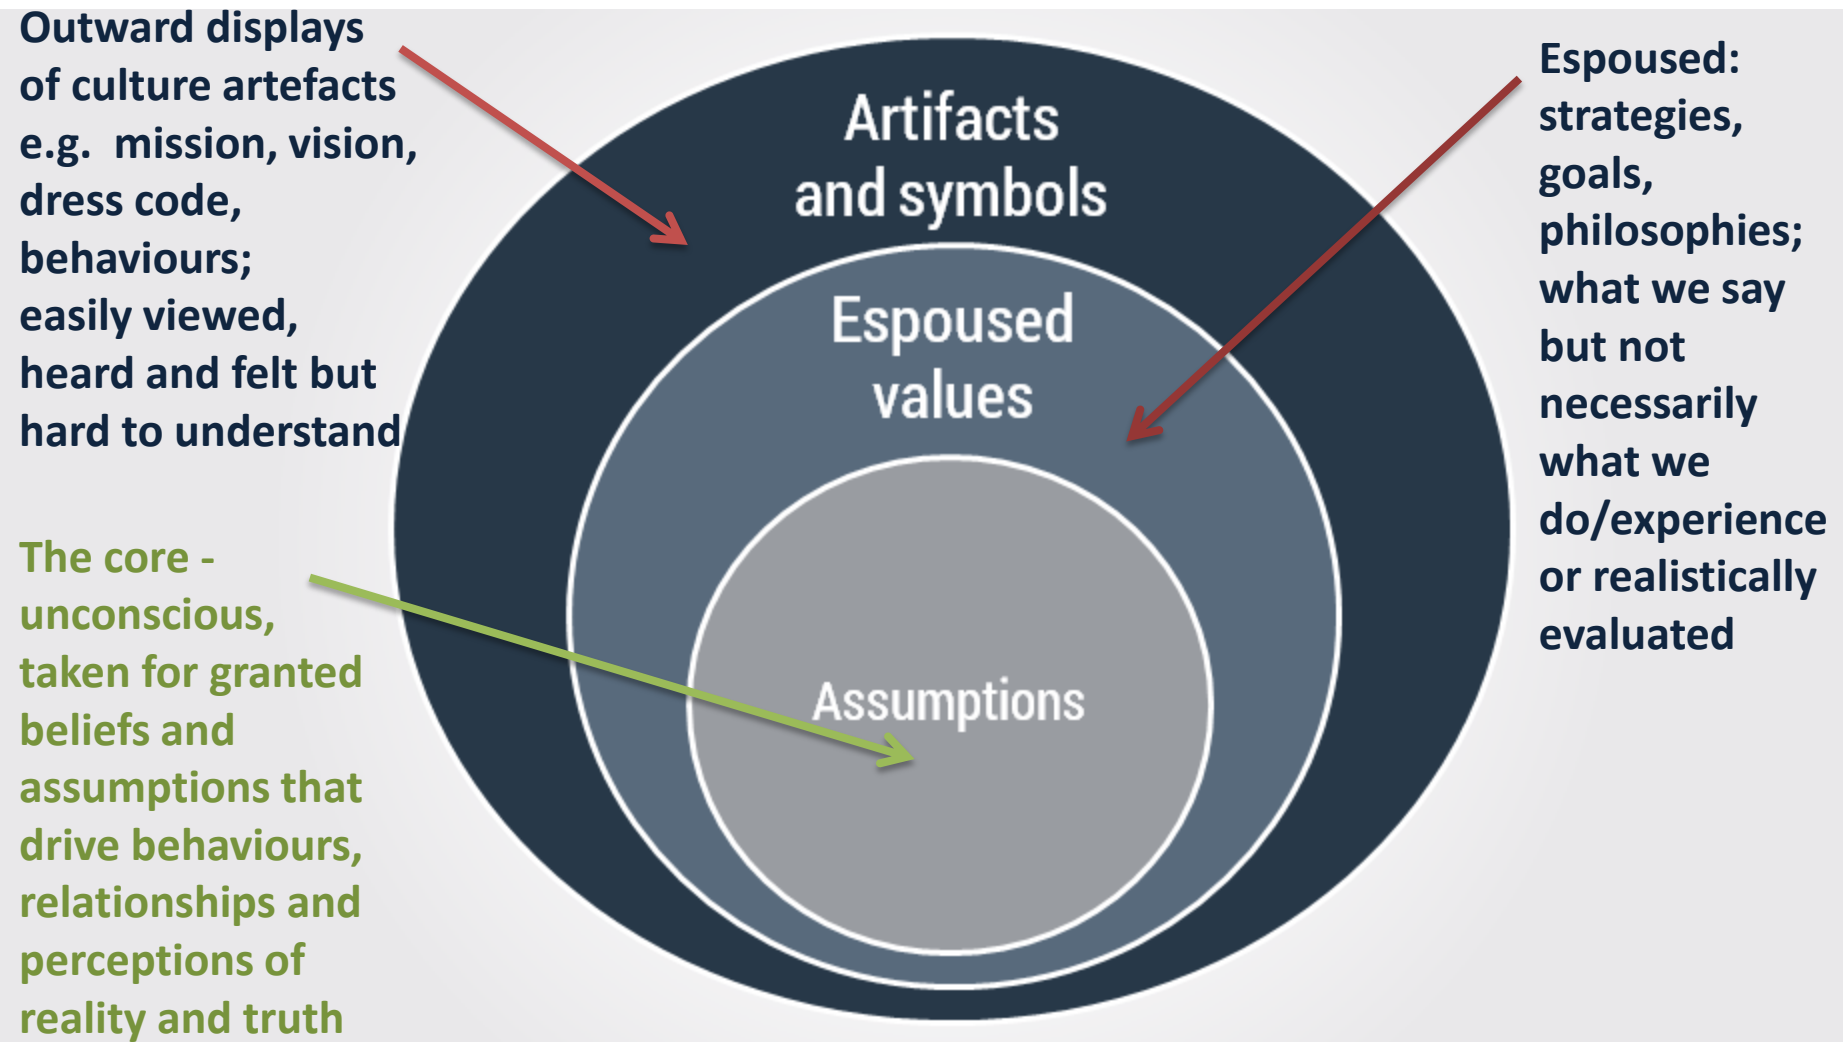 Outward displays
of culture artefacts
e.g.  mission, vision,
dress code,
behaviours;
easily viewed,
heard and felt but
hard to understand
The core -
unconscious,
taken for granted
beliefs and
assumptions that
drive behaviours,
relationships and
perceptions of
reality and truth
Artifacts
and symbols
Espoused
values
Assumptions
Espoused:
strategies,
goals,
philosophies;
what we say
but not
necessarily
what we
do/experience
or realistically
evaluated